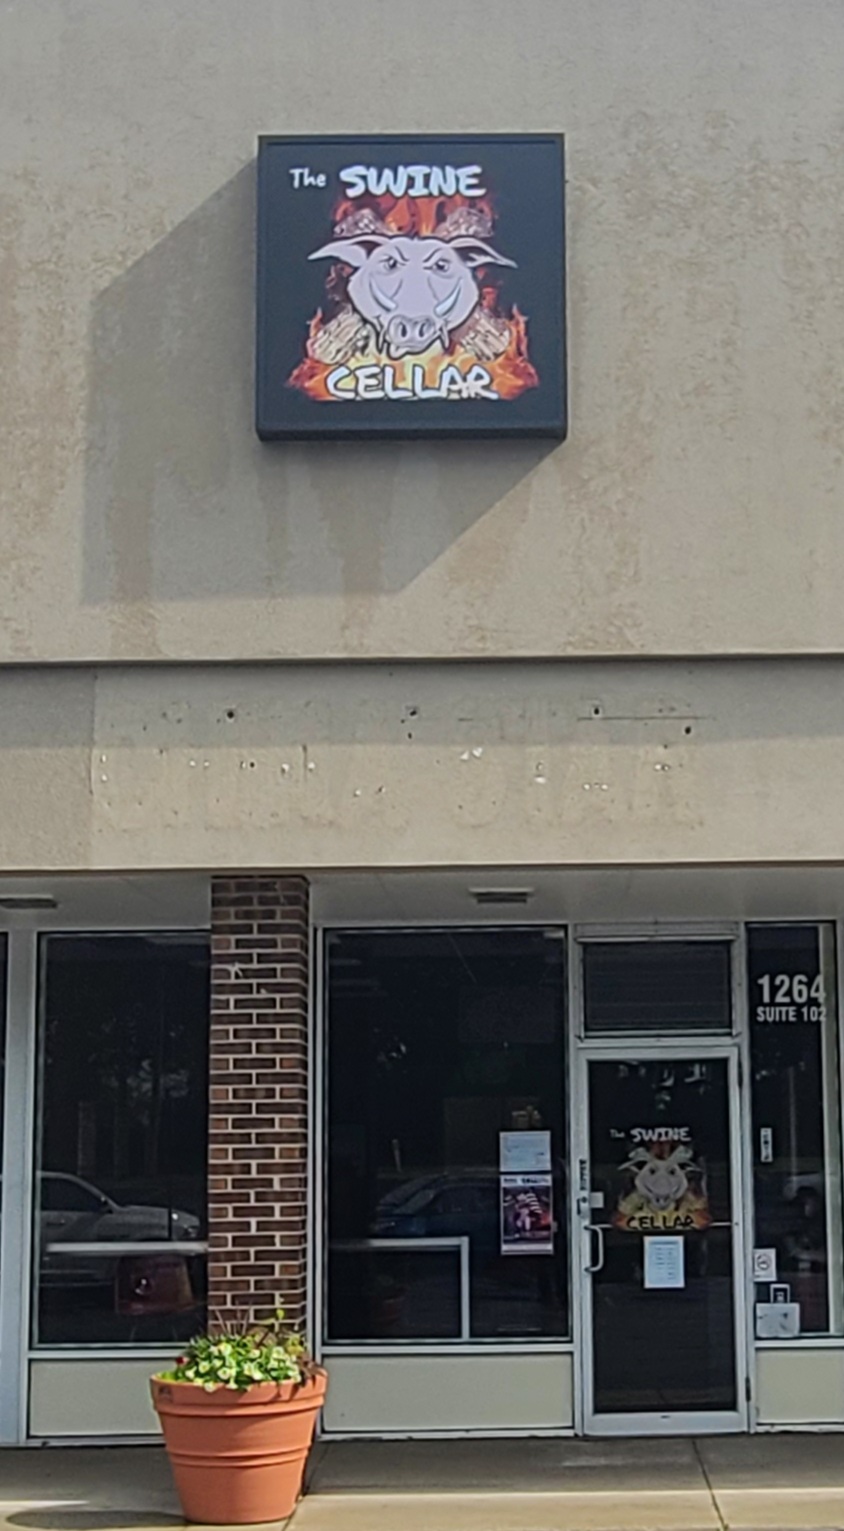 The SWINE
CELLAR
1264
SUITE 102
The SWINE
CELLAR